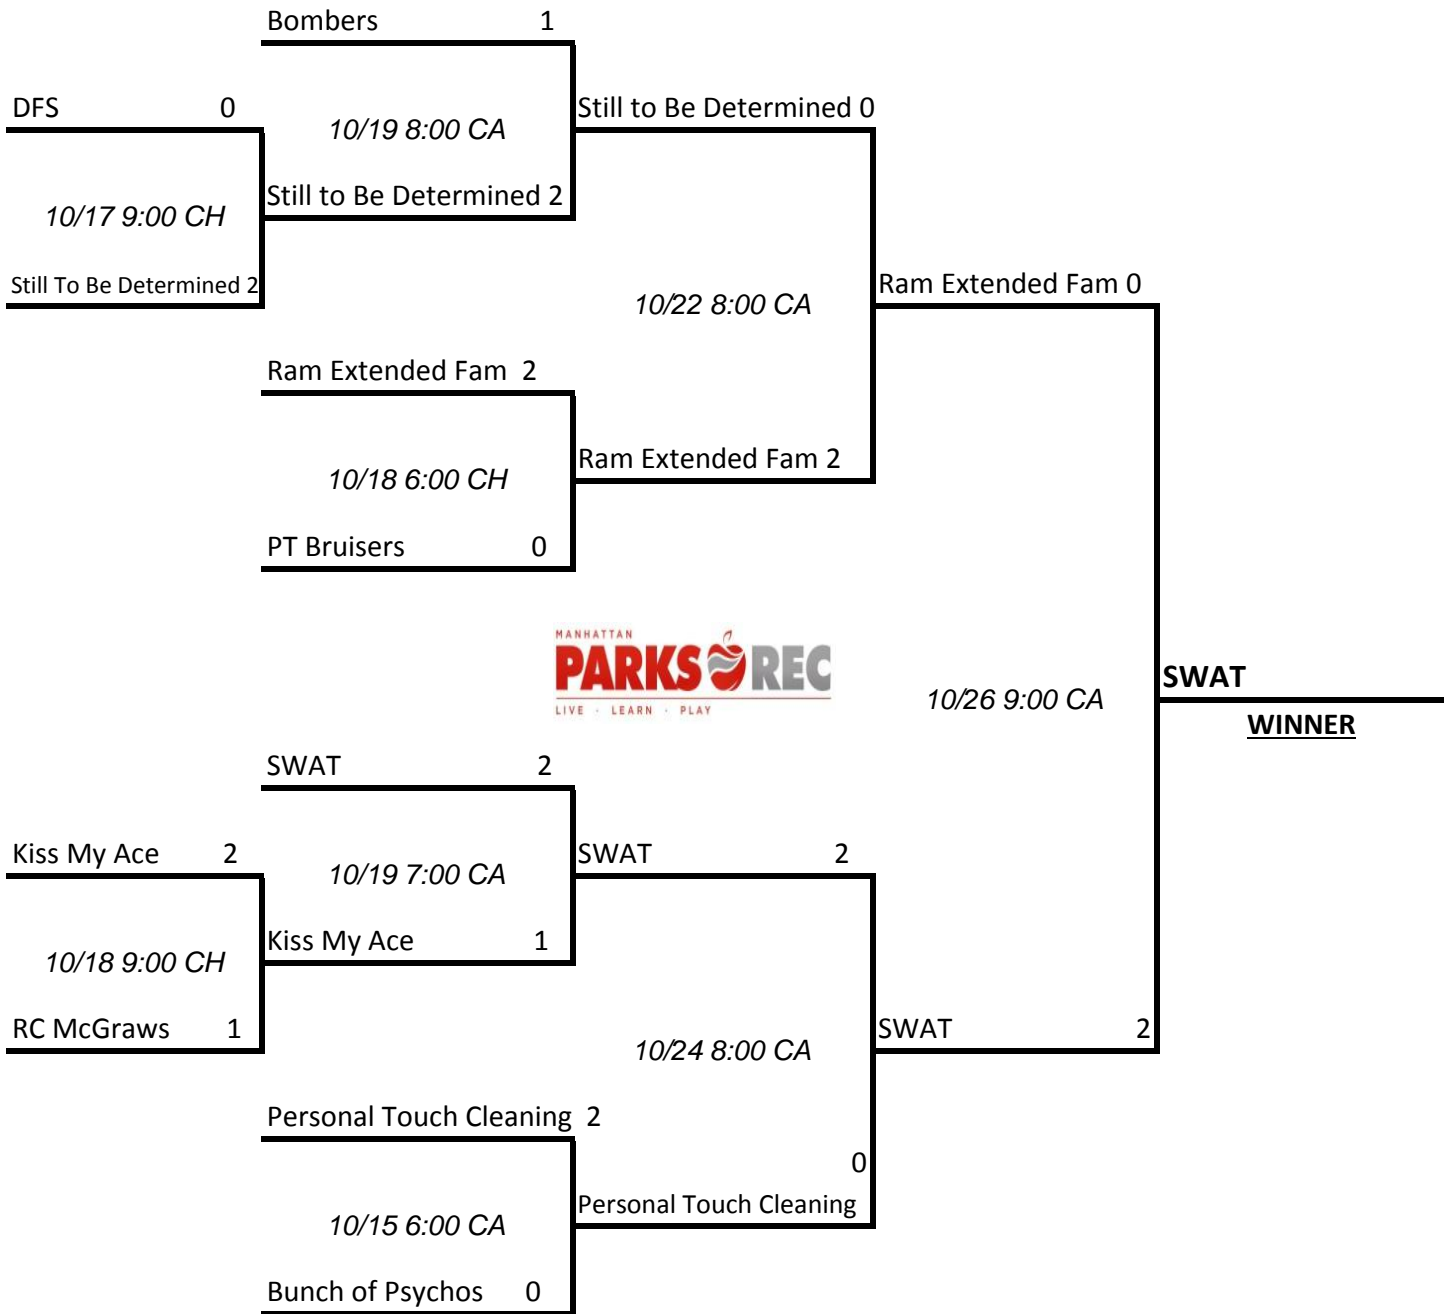 Bombers 1
DFS 0
10/19 8:00 CA
Still to Be Determined 0
Still to Be Determined 2
10/17 9:00 CH
Still To Be Determined 2
10/22 8:00 CA
Ram Extended Fam 0
Ram Extended Fam 2
10/18 6:00 CH
Ram Extended Fam 2
PT Bruisers 0
MANHATTAN
PARKS REC
LIVE · LEARN · PLAY
10/26 9:00 CA
SWAT
WINNER
SWAT 2
Kiss My Ace 2
10/19 7:00 CA
SWAT 2
Kiss My Ace 1
10/18 9:00 CH
RC McGraws 1
10/24 8:00 CA
SWAT 2
Personal Touch Cleaning 2
0
Personal Touch Cleaning
10/15 6:00 CA
Bunch of Psychos 0